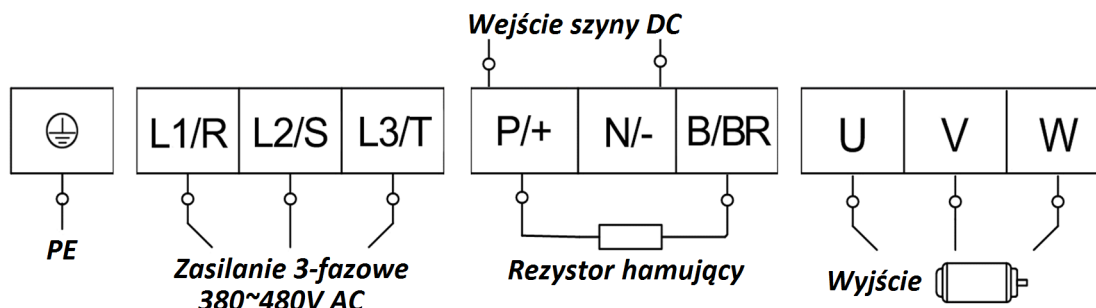 Wejście szyny DC
L1/R L2/S L3/T P/+ N/- B/BR U V W
PE
Zasilanie 3-fazowe
380~480V AC
Rezystor hamujący
Wyjście